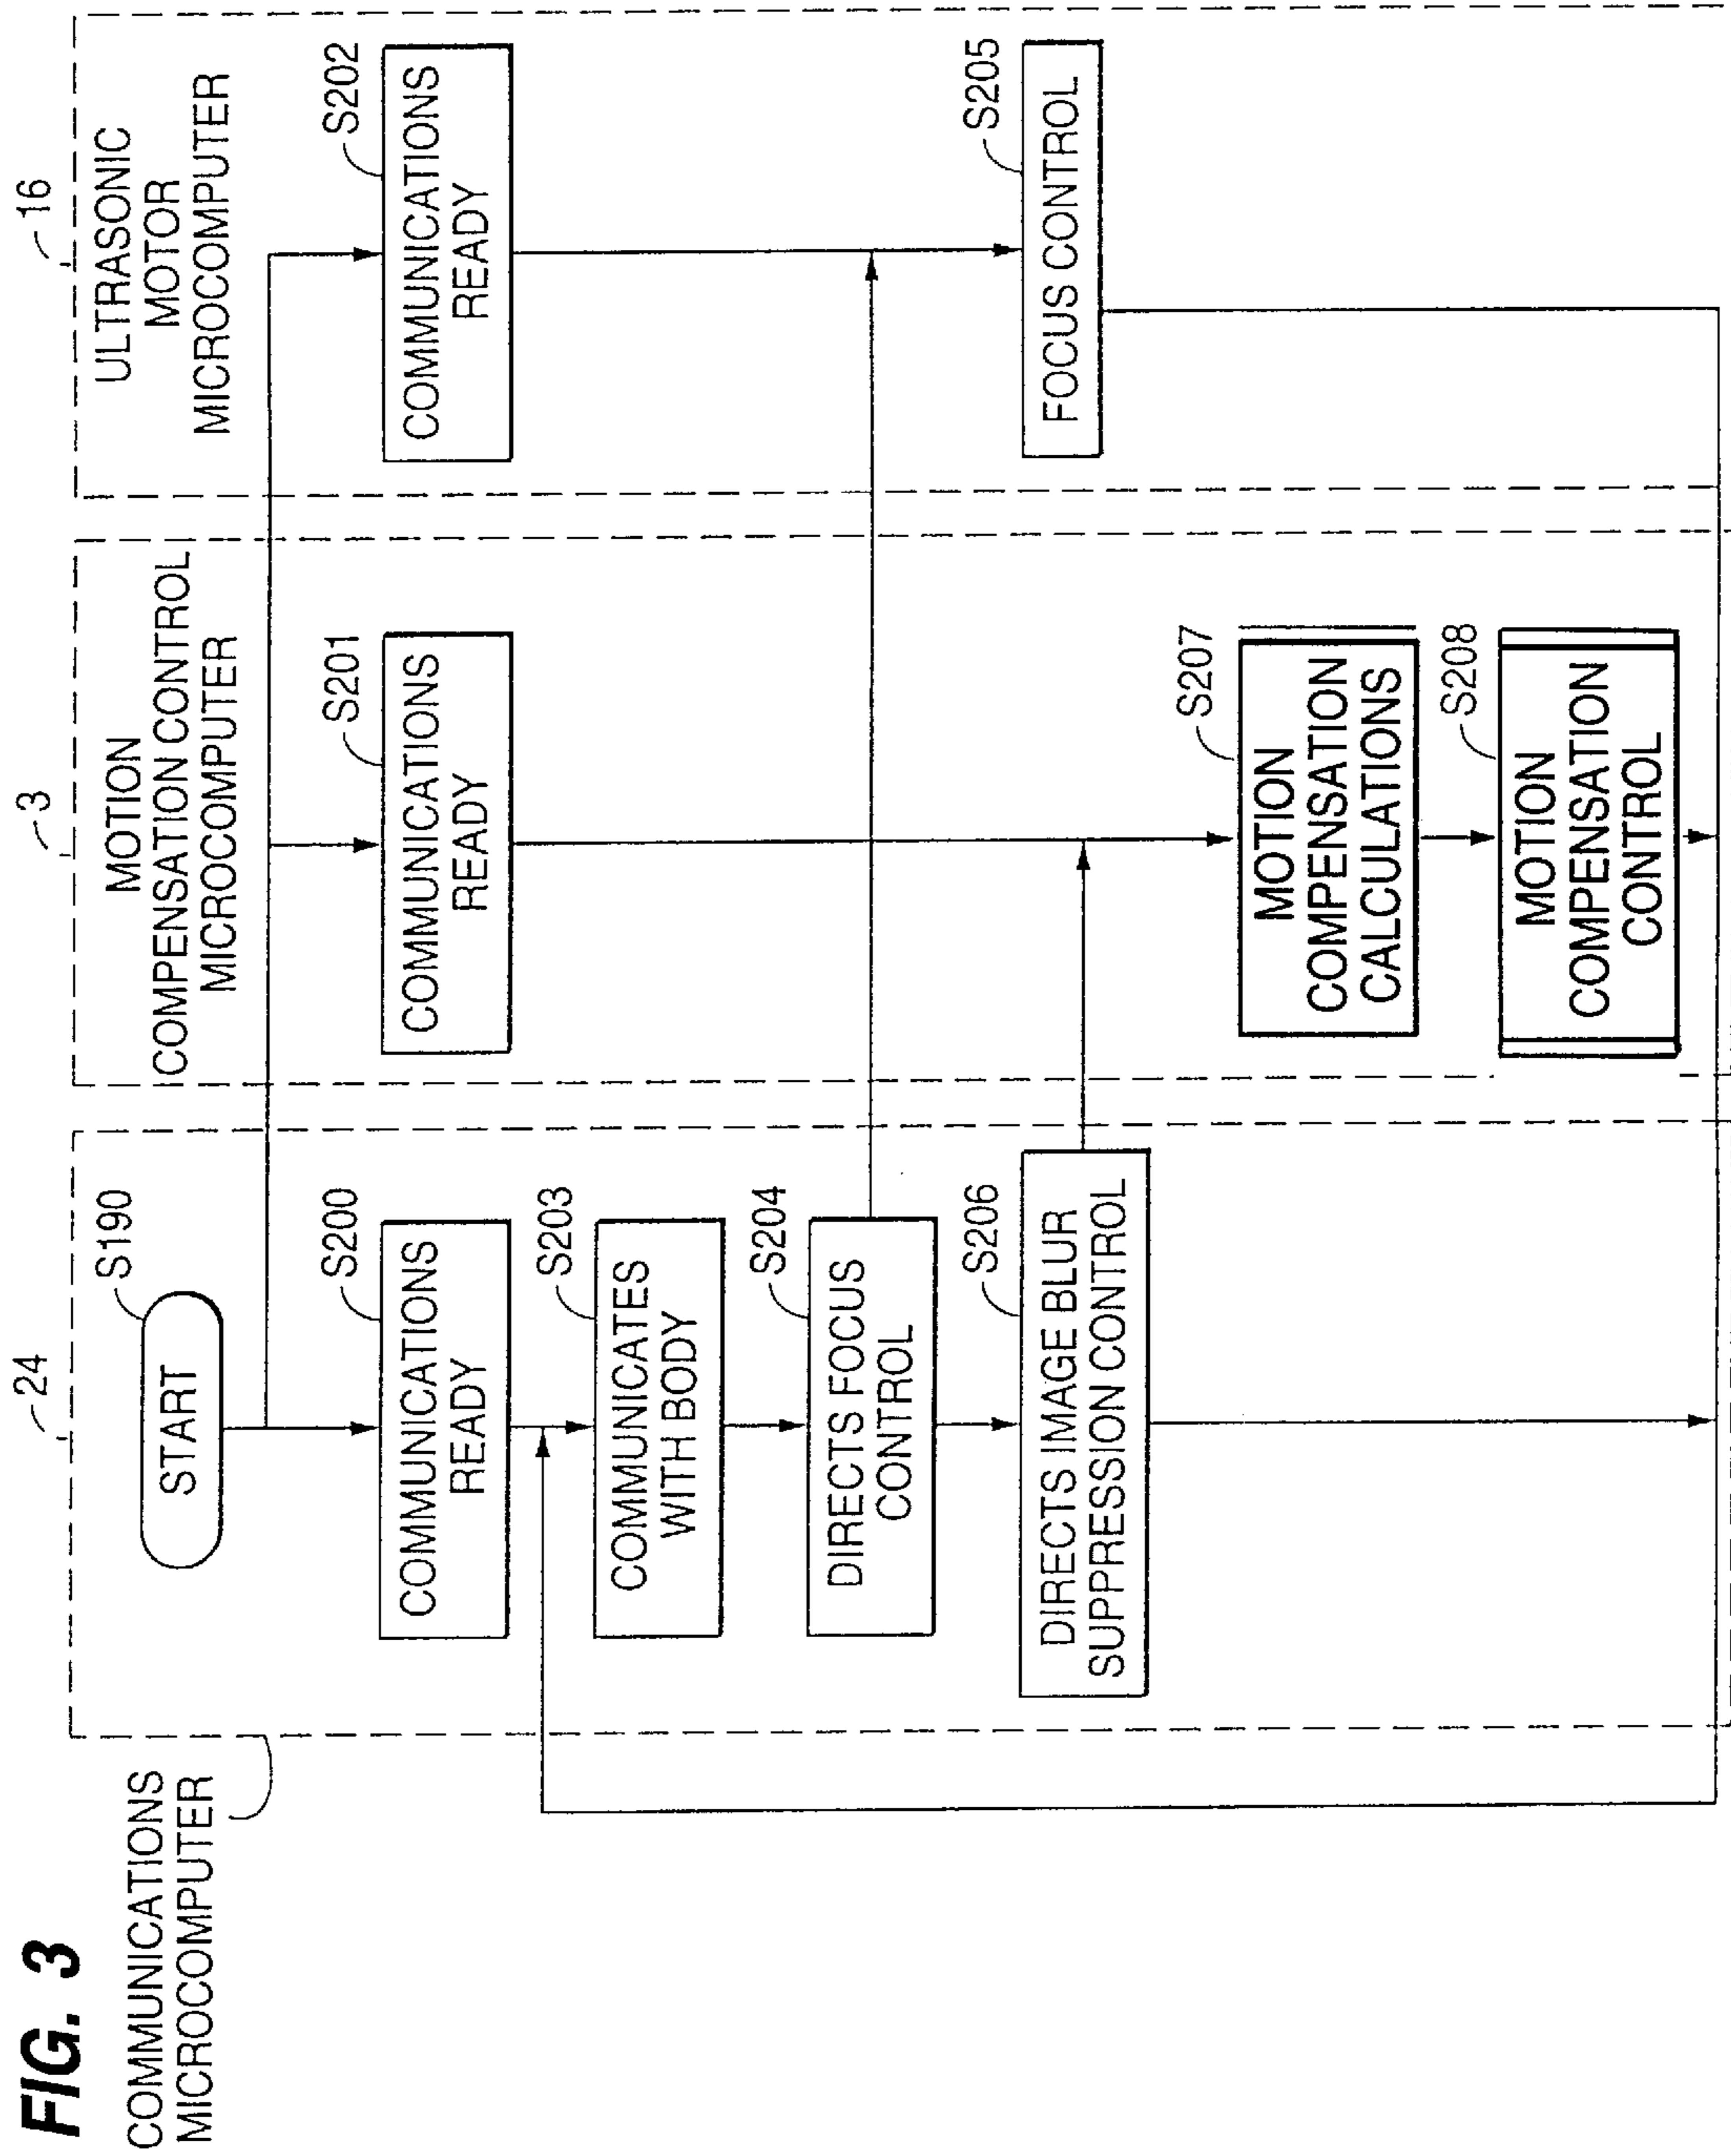 FIG. 3
COMMUNICATIONS
MICROCOMPUTER
24
START
S190
COMMUNICATIONS
READY
S200
COMMUNICATES
WITH BODY
S203
DIRECTS FOCUS
CONTROL
S204
DIRECTS IMAGE BLUR
SUPPRESSION CONTROL
S206
3
MOTION
COMPENSATION CONTROL
MICROCOMPUTER
COMMUNICATIONS
READY
S201
MOTION
COMPENSATION
CALCULATIONS
S207
MOTION
COMPENSATION
CONTROL
S208
16
ULTRASONIC
MOTOR
MICROCOMPUTER
COMMUNICATIONS
READY
S202
FOCUS CONTROL
S205